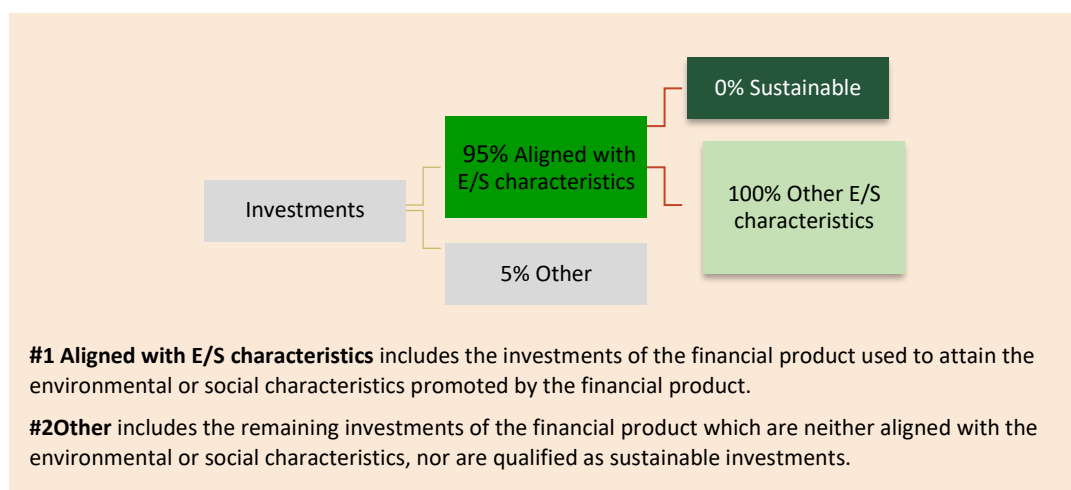 0% Sustainable
95% Aligned with
E/S characteristics
100% Other E/S
characteristics
Investments
5% Other
#1 Aligned with E/S characteristics includes the investments of the financial product used to attain the
environmental or social characteristics promoted by the financial product.
#2Other includes the remaining investments of the financial product which are neither aligned with the
environmental or social characteristics, nor are qualified as sustainable investments.